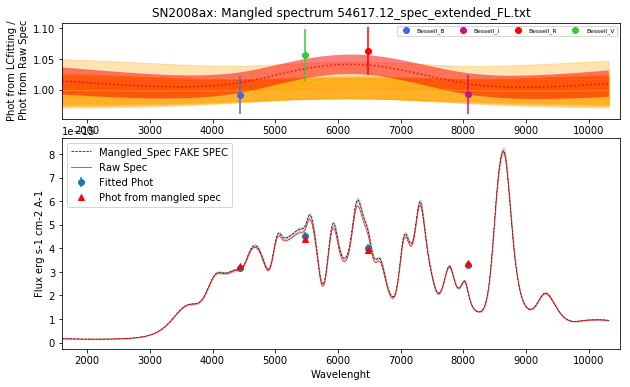 SN2008ax: Mangled spectrum 54617.12_spec_extended_FL.txt
Phot from LCfitting /
Phot from Raw Spec
1.10
1.05
1.00
Bessell_B
Bessell_I
Bessell_R
Bessell_V
2000 3000 4000 5000 6000 7000 8000 9000 10000
1e−15
Flux erg s-1 cm-2 A-1
8
7
6
5
4
3
2
1
0
Mangled_Spec FAKE SPEC
Raw Spec
Fitted Phot
Phot from mangled spec
2000 3000 4000 5000 6000 7000 8000 9000 10000
Wavelenght